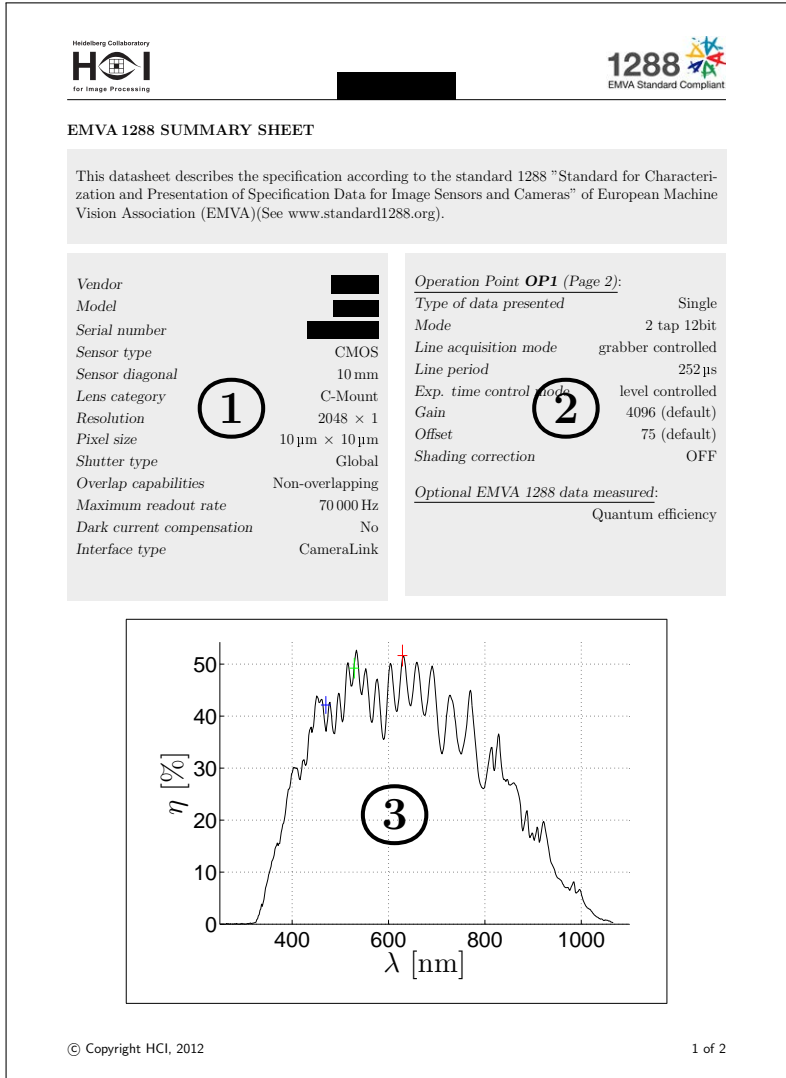 Heidelberg Collaboratory
HCI
for Image Processing
1288
EMVA Standard Compliant
EMVA 1288 SUMMARY SHEET
This datasheet describes the specification according to the standard 1288 ”Standard for Characteri-
zation and Presentation of Specification Data for Image Sensors and Cameras” of European Machine
Vision Association (EMVA)(See www.standard1288.org).
Vendor
Model
Serial number
Sensor type CMOS
Sensor diagonal 10 mm
Lens category C-Mount
Resolution 2048 × 1
Pixel size 10 µm × 10 µm
Shutter type Global
Overlap capabilities Non-overlapping
Maximum readout rate 70 000 Hz
Dark current compensation No
Interface type CameraLink
1
Operation Point OP1 (Page 2):
Type of data presented Single
Mode 2 tap 12bit
Line acquisition mode grabber controlled
Line period 252 µs
Exp. time control mode level controlled
Gain 4096 (default)
Offset 75 (default)
Shading correction OFF
2
Optional EMVA 1288 data measured:
Quantum efficiency
η [%]
50
40
30
20
10
0
3
400 600 800 1000
λ [nm]
© Copyright HCI, 2012 1 of 2